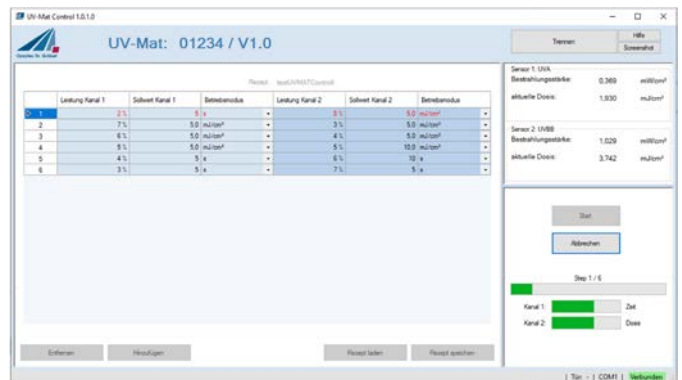 UV-Mat Control 1.0.1.0
UV-Mat: 01234 / V1.0
Trennen
Hilfe
Screenshot
Rezept: testUVMATControl
Leistung Kanal 1 Sollwert Kanal 1 Betriebsmodus Leistung Kanal 2 Sollwert Kanal 2 Betriebsmodus
1 2 % 5 s 5,0 mJ/cm²
2 7 % 5,0 mJ/cm² 3 % 5,0 mJ/cm²
3 6 % 5,0 mJ/cm² 4 % 5,0 mJ/cm²
4 5 % 5,0 mJ/cm² 5 % 10,0 mJ/cm²
5 4 % 5 s 6 % 10 s
6 3 % 5 s 7 % 5 s
Entfernen Hinzufügen Rezept laden Rezept speichern
Sensor 1: UVA
Bestrahlungsstärke: 0,369 mW/cm²
aktuelle Dosis: 1,930 mJ/cm²
Sensor 2: UVBB
Bestrahlungsstärke: 1,029 mW/cm²
aktuelle Dosis: 3,742 mJ/cm²
Start
Abbrechen
Step 1 / 6
Kanal 1: Zeit
Kanal 2: Dosis
| Tür: - | COM1 | Verbunden